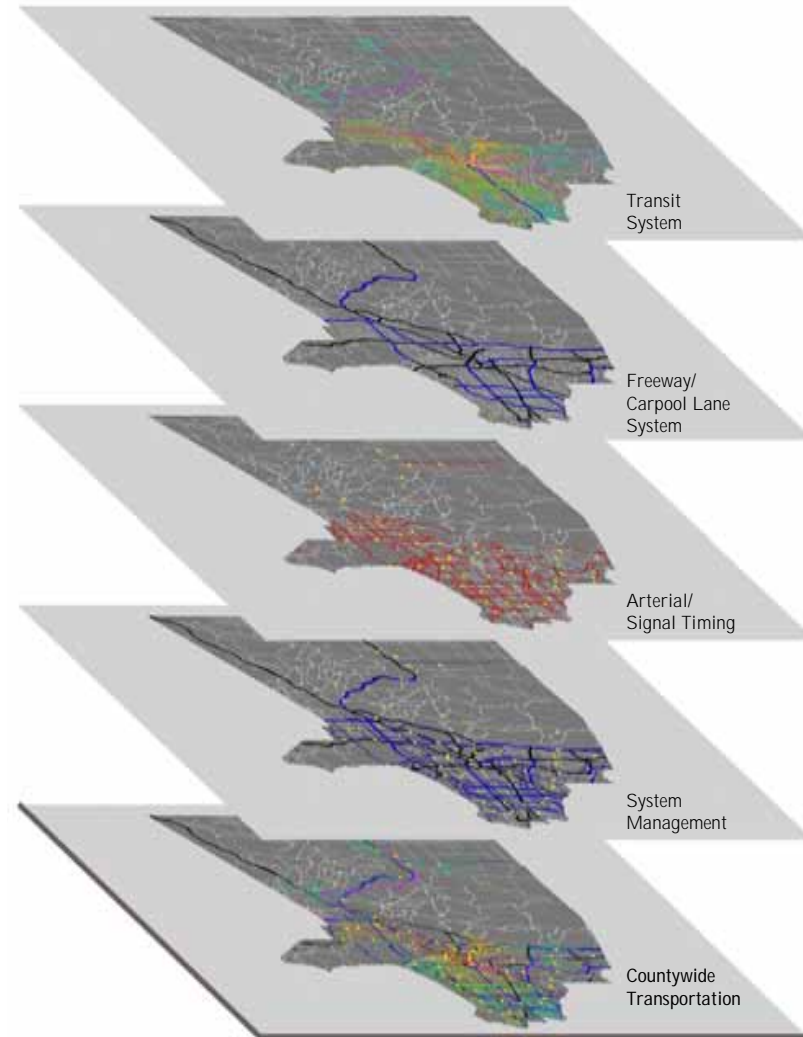 Transit
System
Freeway/
Carpool Lane
System
Arterial/
Signal Timing
System
Management
Countywide
Transportation